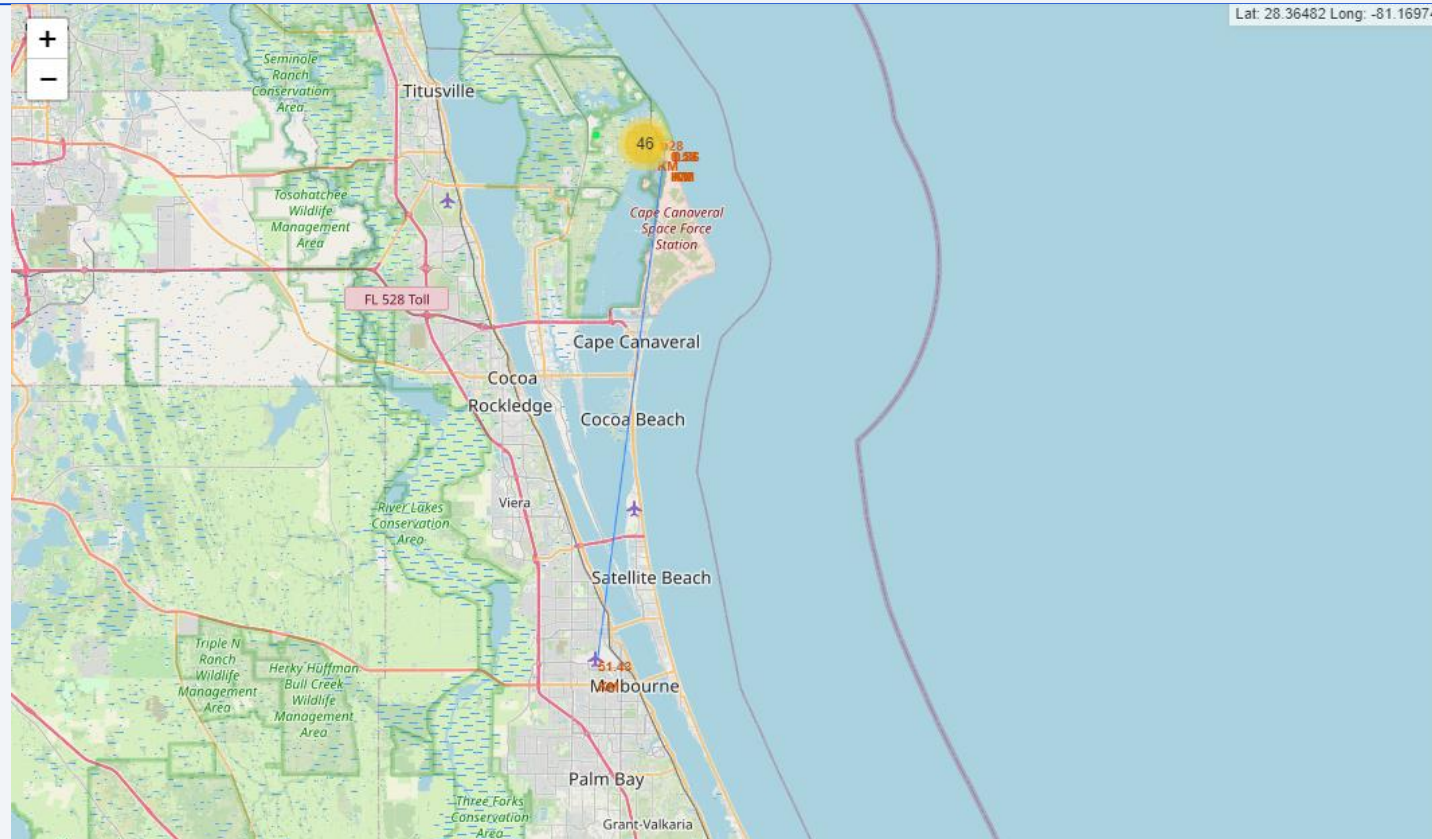 Lat: 28.36482 Long: -81.1697
+
−
Seminole
Ranch
Conservation
Area
Titusville
46
KM
Tosohatchee
Wildlife
Management
Area
Cape Canaveral
Space Force
Station
FL 528 Toll
Cape Canaveral
Cocoa
Rockledge
Cocoa Beach
Viera
River Lakes
Conservation
Area
Satellite Beach
Triple N
Ranch
Wildlife
Management
Area
Herky Huffman
Bull Creek
Wildlife
Management
Area
51.43
Melbourne
Palm Bay
Three Forks
Conservation
Area
Grant-Valkaria